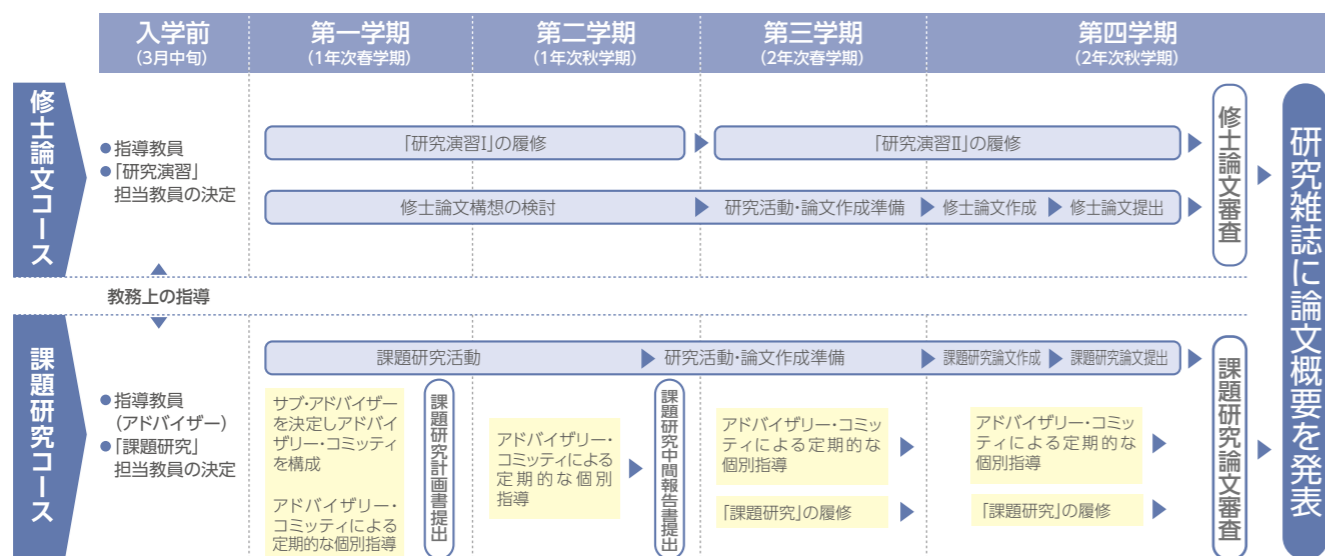 入学前
(3月中旬)
第一学期
(1年次春学期)
第二学期
(1年次秋学期)
第三学期
(2年次春学期)
第四学期
(2年次秋学期)
修士論文コース
●指導教員
●「研究演習」
担当教員の決定
「研究演習Ⅰ」の履修
「研究演習Ⅱ」の履修
修士論文構想の検討
研究活動・論文作成準備
修士論文作成
修士論文提出
修士論文審査
教務上の指導
課題研究コース
●指導教員
(アドバイザー)
●「課題研究」
担当教員の決定
課題研究活動
研究活動・論文作成準備
課題研究論文作成
課題研究論文提出
サブ・アドバイザー
を決定しアドバイ
ザリー・コミッティ
を構成
アドバイザリー・
コミッティによる
定期的な個別指導
課題研究計画書提出
アドバイザリー・
コミッティによる
定期的な個別
指導
課題研究中間報告書提出
アドバイザリー・コミッ
ティによる定期的な
個別指導
「課題研究」の履修
アドバイザリー・コミッ
ティによる定期的な
個別指導
「課題研究」の履修
課題研究論文審査
研究雑誌に論文概要を発表